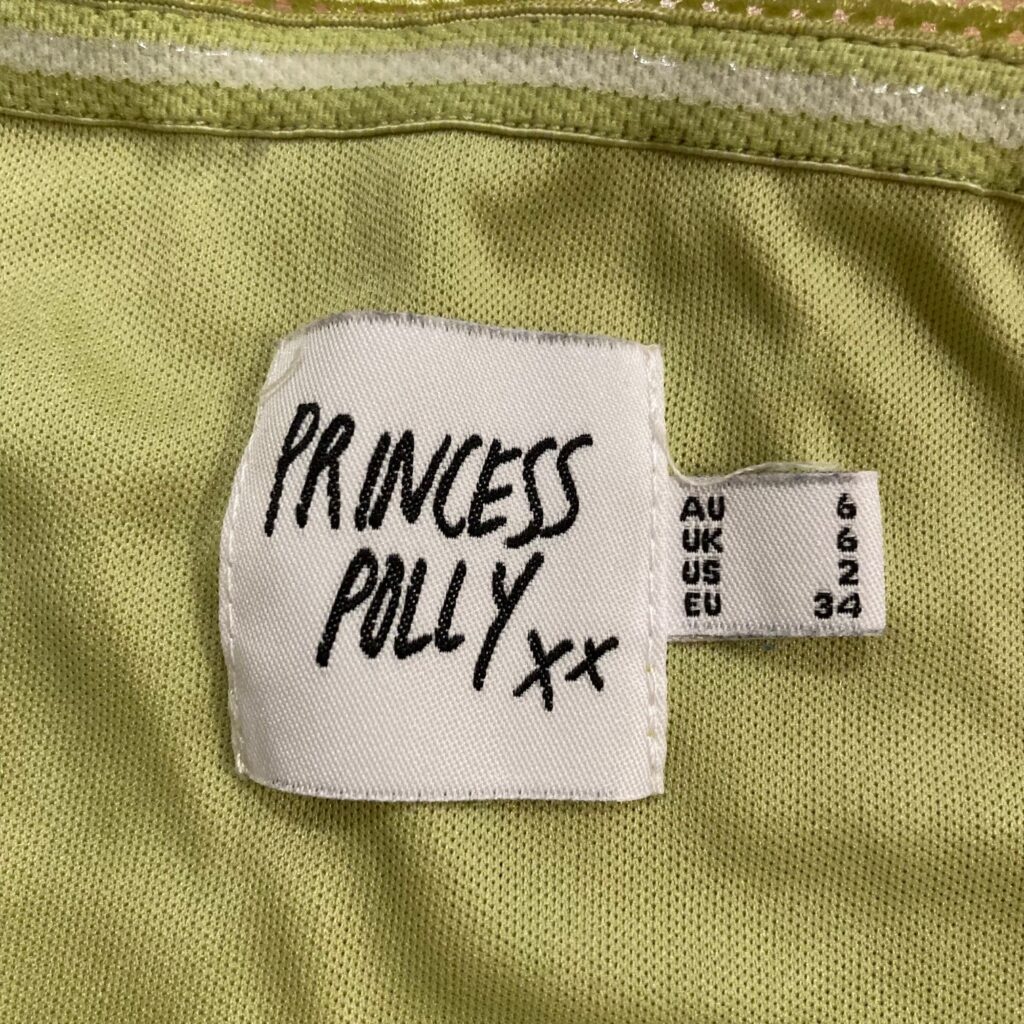 PRINCESS
POLLY xx
AU 6
UK 6
US 2
EU 34